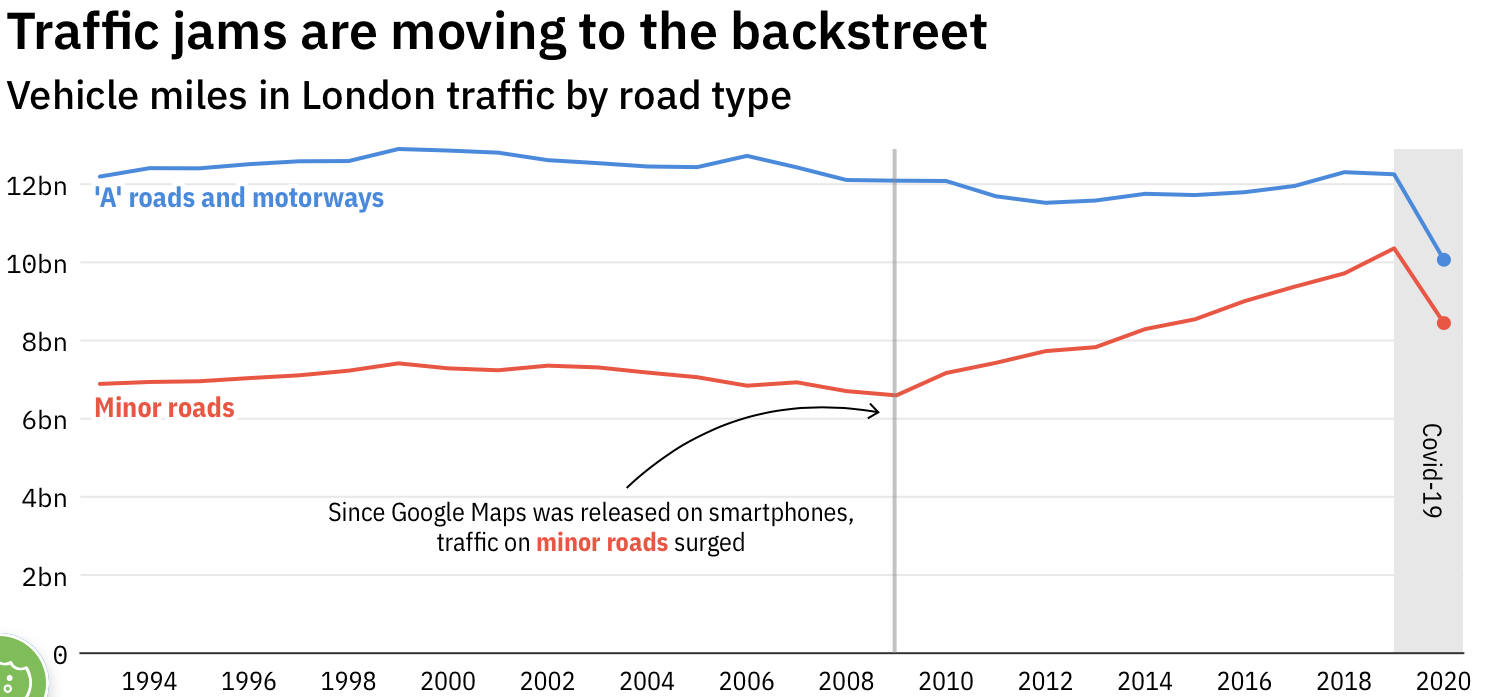 Traffic jams are moving to the backstreet
Vehicle miles in London traffic by road type
12bn
'A' roads and motorways
10bn
8bn
Minor roads
6bn
Covid-19
4bn
Since Google Maps was released on smartphones,
traffic on minor roads surged
2bn
0
1994 1996 1998 2000 2002 2004 2006 2008 2010 2012 2014 2016 2018 2020